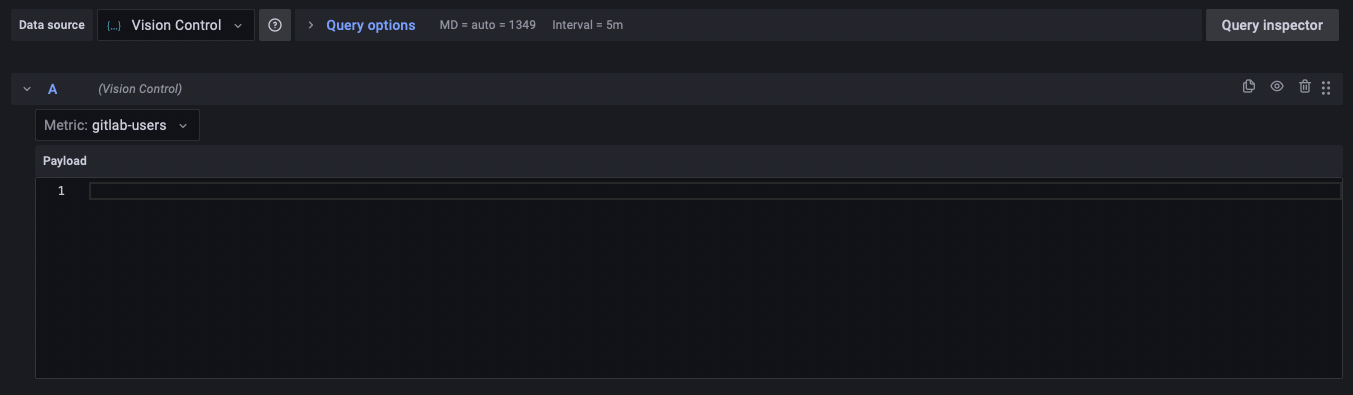 Data source {...} Vision Control Query options MD = auto = 1349 Interval = 5m Query inspector
A (Vision Control)
Metric: gitlab-users
Payload
1